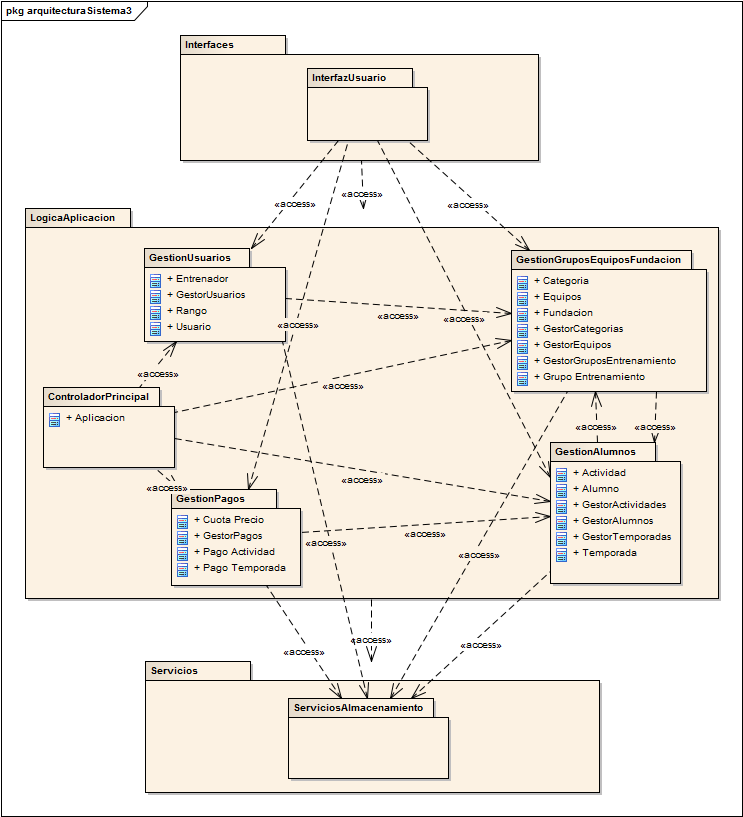 pkg arquitecturaSistema3
Interfaces
InterfazUsuario
«access»
«access»
«access»
LogicaAplicacion
GestionUsuarios
+ Entrenador
+ GestorUsuarios
+ Rango
+ Usuario
GestionGruposEquiposFundacion
+ Categoria
+ Equipos
+ Fundacion
+ GestorCategorias
+ GestorEquipos
+ GestorGruposEntrenamiento
+ Grupo Entrenamiento
«access»
«access»
«access»
«access»
«access»
ControladorPrincipal
+ Aplicacion
«access»
«access»
GestionAlumnos
+ Actividad
+ Alumno
+ GestorActividades
+ GestorAlumnos
+ GestorTemporadas
+ Temporada
«access»
«access»
GestionPagos
+ Cuota Precio
+ GestorPagos
+ Pago Actividad
+ Pago Temporada
«access»
«access»
«access»
«access»
«access»
«access»
Servicios
ServiciosAlmacenamiento